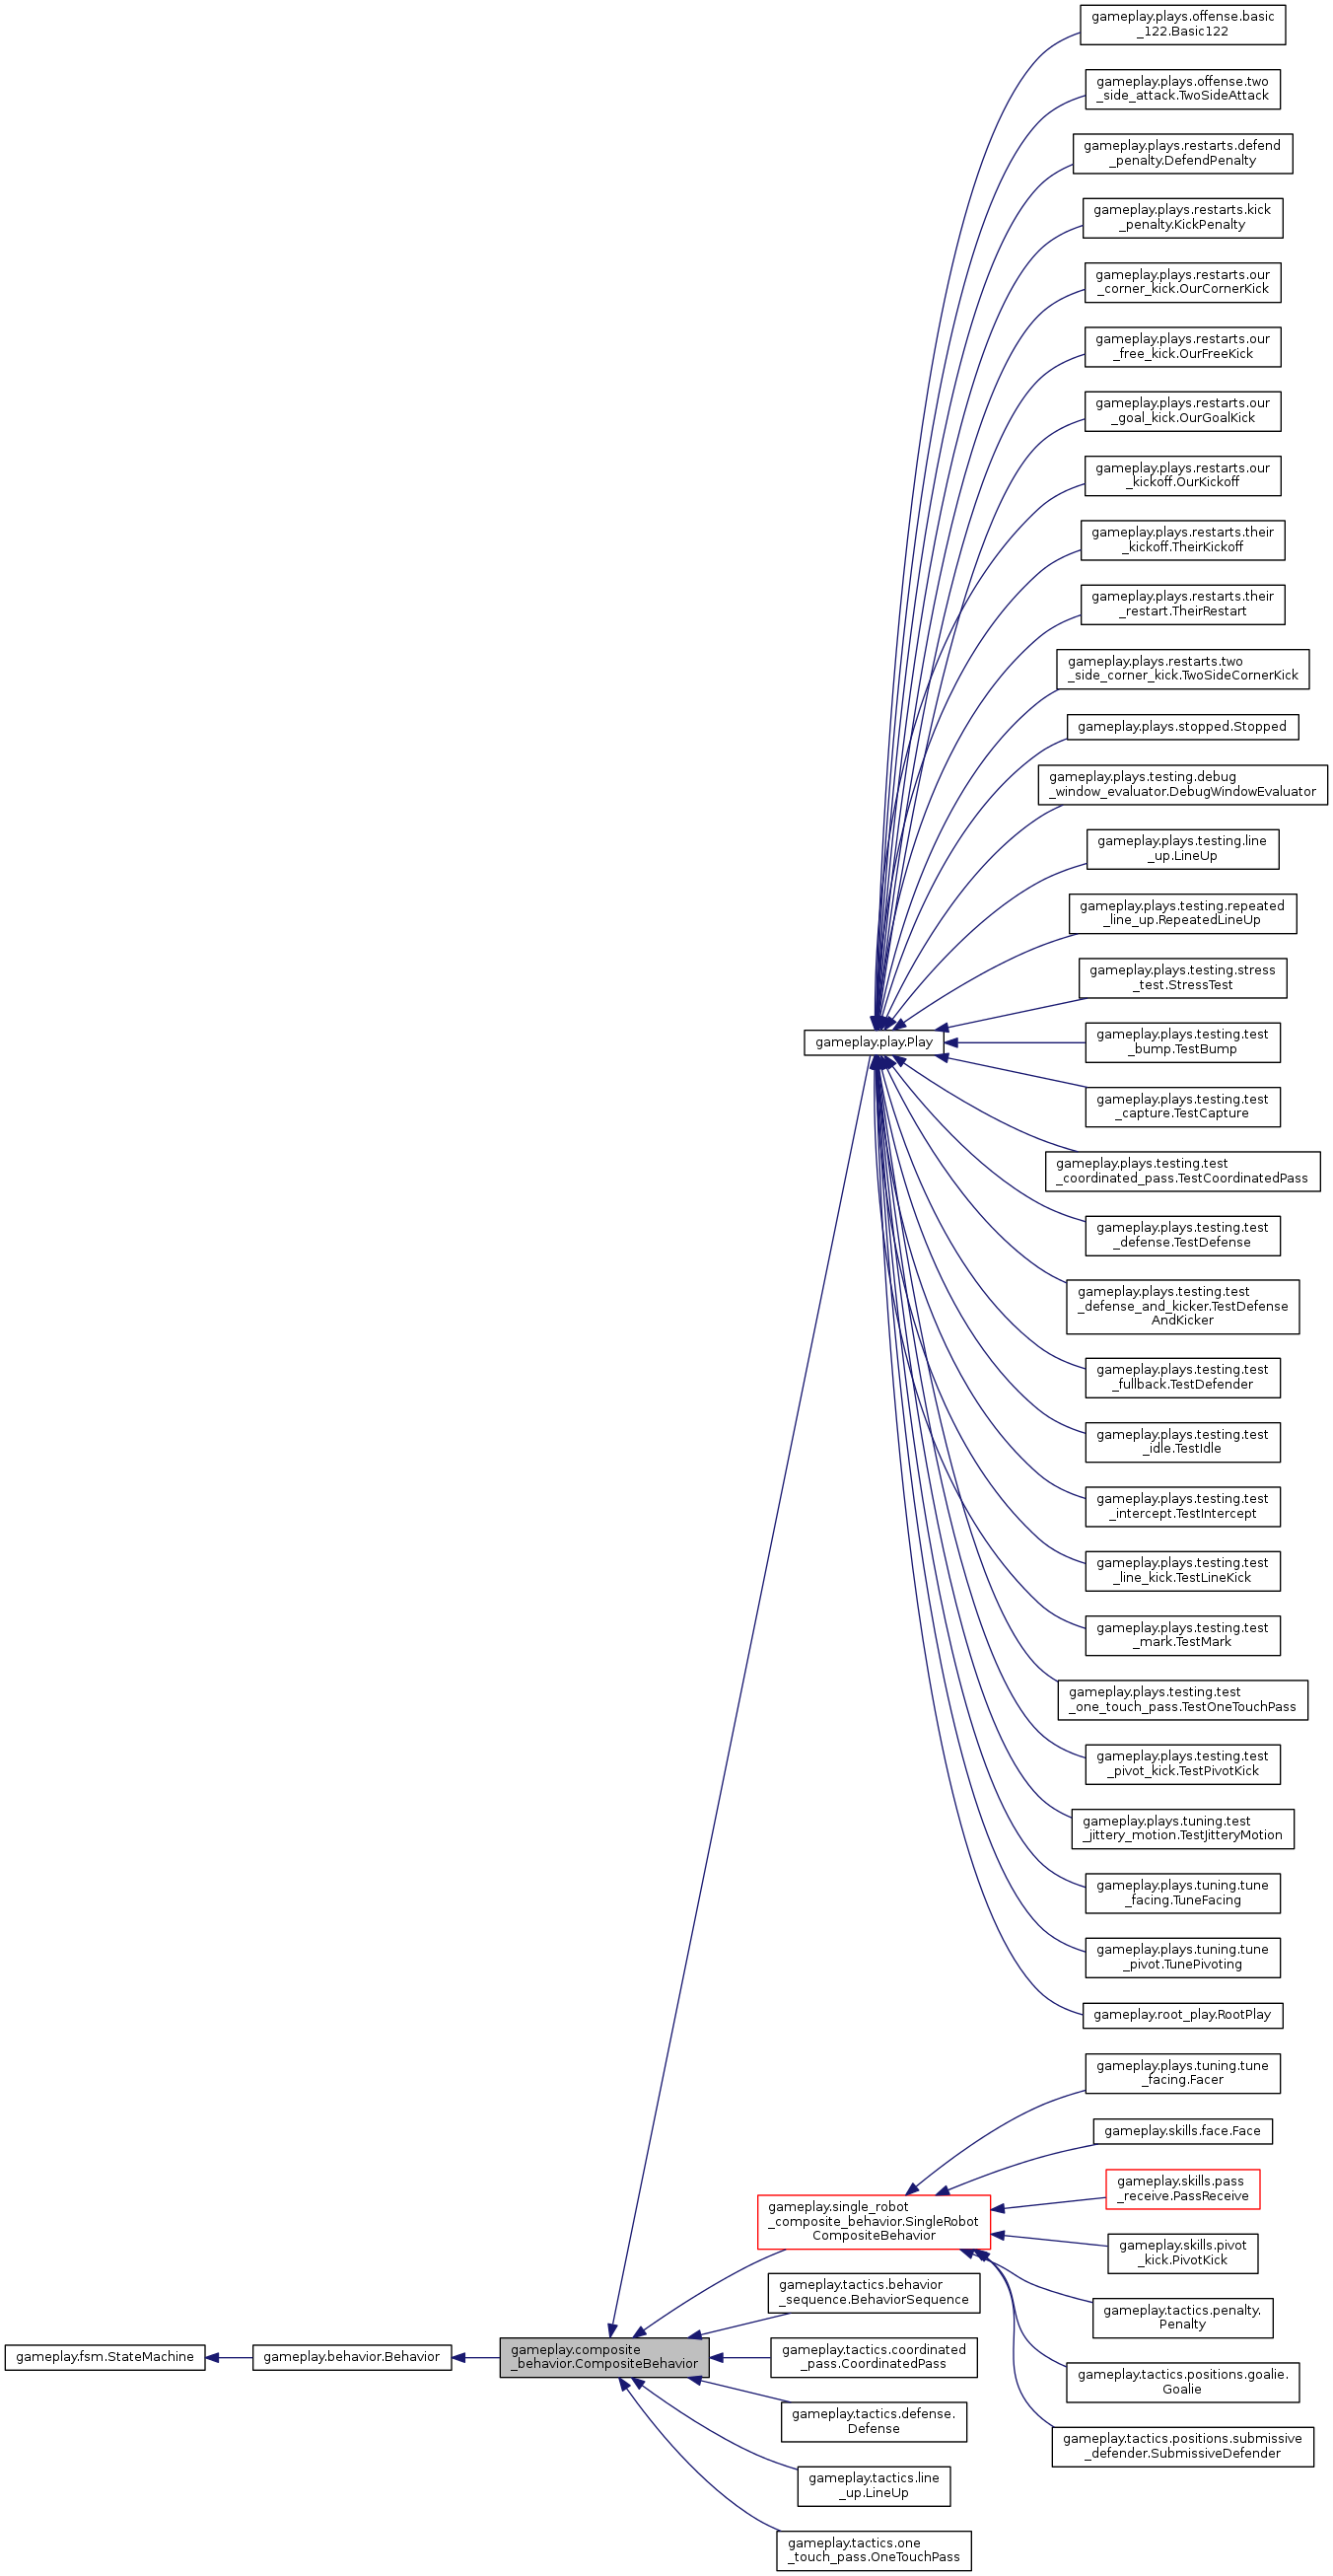 gameplay.plays.offense.basic
_122.Basic122
gameplay.plays.offense.two
_side_attack.TwoSideAttack
gameplay.plays.restarts.defend
_penalty.DefendPenalty
gameplay.plays.restarts.kick
_penalty.KickPenalty
gameplay.plays.restarts.our
_corner_kick.OurCornerKick
gameplay.plays.restarts.our
_free_kick.OurFreeKick
gameplay.plays.restarts.our
_goal_kick.OurGoalKick
gameplay.plays.restarts.our
_kickoff.OurKickoff
gameplay.plays.restarts.their
_kickoff.TheirKickoff
gameplay.plays.restarts.their
_restart.TheirRestart
gameplay.plays.restarts.two
_side_corner_kick.TwoSideCornerKick
gameplay.plays.stopped.Stopped
gameplay.plays.testing.debug
_window_evaluator.DebugWindowEvaluator
gameplay.plays.testing.line
_up.LineUp
gameplay.plays.testing.repeated
_line_up.RepeatedLineUp
gameplay.plays.testing.stress
_test.StressTest
gameplay.play.Play
gameplay.plays.testing.test
_bump.TestBump
gameplay.plays.testing.test
_capture.TestCapture
gameplay.plays.testing.test
_coordinated_pass.TestCoordinatedPass
gameplay.plays.testing.test
_defense.TestDefense
gameplay.plays.testing.test
_defense_and_kicker.TestDefense
AndKicker
gameplay.plays.testing.test
_fullback.TestDefender
gameplay.plays.testing.test
_idle.TestIdle
gameplay.plays.testing.test
_intercept.TestIntercept
gameplay.plays.testing.test
_line_kick.TestLineKick
gameplay.plays.testing.test
_mark.TestMark
gameplay.plays.testing.test
_one_touch_pass.TestOneTouchPass
gameplay.plays.testing.test
_pivot_kick.TestPivotKick
gameplay.plays.tuning.test
_jittery_motion.TestJitteryMotion
gameplay.plays.tuning.tune
_facing.TuneFacing
gameplay.plays.tuning.tune
_pivot.TunePivoting
gameplay.root_play.RootPlay
gameplay.plays.tuning.tune
_facing.Facer
gameplay.skills.face.Face
gameplay.skills.pass
_receive.PassReceive
gameplay.single_robot
_composite_behavior.SingleRobot
CompositeBehavior
gameplay.skills.pivot
_kick.PivotKick
gameplay.tactics.behavior
_sequence.BehaviorSequence
gameplay.tactics.penalty.
Penalty
gameplay.fsm.StateMachine
gameplay.behavior.Behavior
gameplay.composite
_behavior.CompositeBehavior
gameplay.tactics.coordinated
_pass.CoordinatedPass
gameplay.tactics.positions.goalie.
Goalie
gameplay.tactics.defense.
Defense
gameplay.tactics.positions.submissive
_defender.SubmissiveDefender
gameplay.tactics.line
_up.LineUp
gameplay.tactics.one
_touch_pass.OneTouchPass